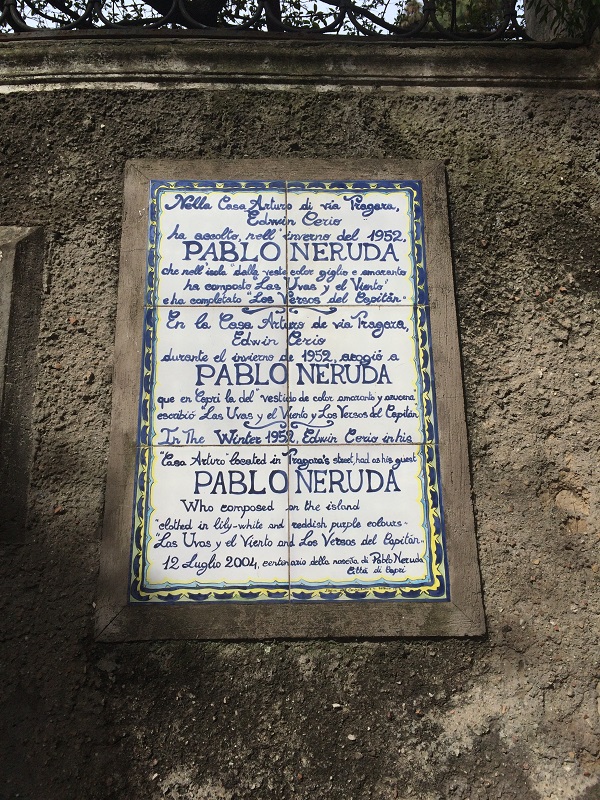 Nella Casa Arturo di via Tragara,
Edwin Cerio
ha accolto, nell'inverno del 1952,
PABLO NERUDA
che nell'isola "dalla veste color giglio e amaranto
ha composto "Las Uvas y el Viento"
e ha completato "Los Versos del Capitán"
En la Casa Arturo de via Tragara,
Edwin Cerio
durante el invierno de 1952, acogió a
PABLO NERUDA
que en Capri la del "vestido de color amaranto y azucena
escribió "Las Uvas y el Viento y Los Versos del Capitán
In The Winter 1952, Edwin Cerio in his
"Casa Arturo" located in Tragara's street, had as his guest
PABLO NERUDA
Who composed on the island
"clothed in lily-white and reddish purple colours"
"Las Uvas y el Viento and Los Versos del Capitán"
12 Luglio 2004, centenario della nascita di Pablo Neruda
Città di Capri